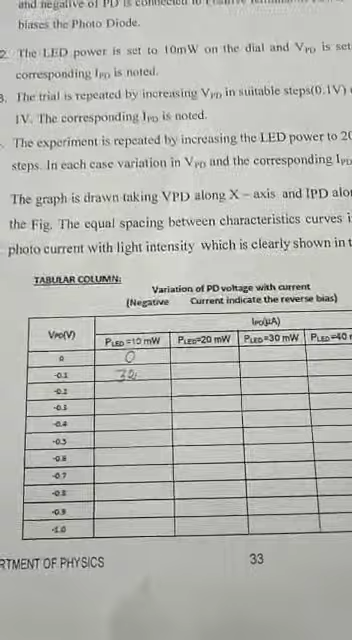 and negative of PD is connected to
biases the Photo Diode.
2. The LED power is set to 10mW on the dial and VPD is set
corresponding IPD is noted.
3. The trial is repeated by increasing VPD in suitable steps(0.1V)
1V. The corresponding IPD is noted.
The experiment is repeated by increasing the LED power to 20
steps. In each case variation in VPD and the corresponding IPD
The graph is drawn taking VPD along X – axis and IPD alo
the Fig. The equal spacing between characteristics curves i
photo current with light intensity which is clearly shown in t
TABULAR COLUMN:
Variation of PD voltage with current
(Negative Current indicate the reverse bias)
VPD(V) IPD(µA)
PLED =10 mW PLED=20 mW PLED=30 mW PLED=40 m
0 0
-0.1 32
-0.2
-0.3
-0.4
-0.5
-0.6
-0.7
-0.8
-0.9
-1.0
RTMENT OF PHYSICS 33